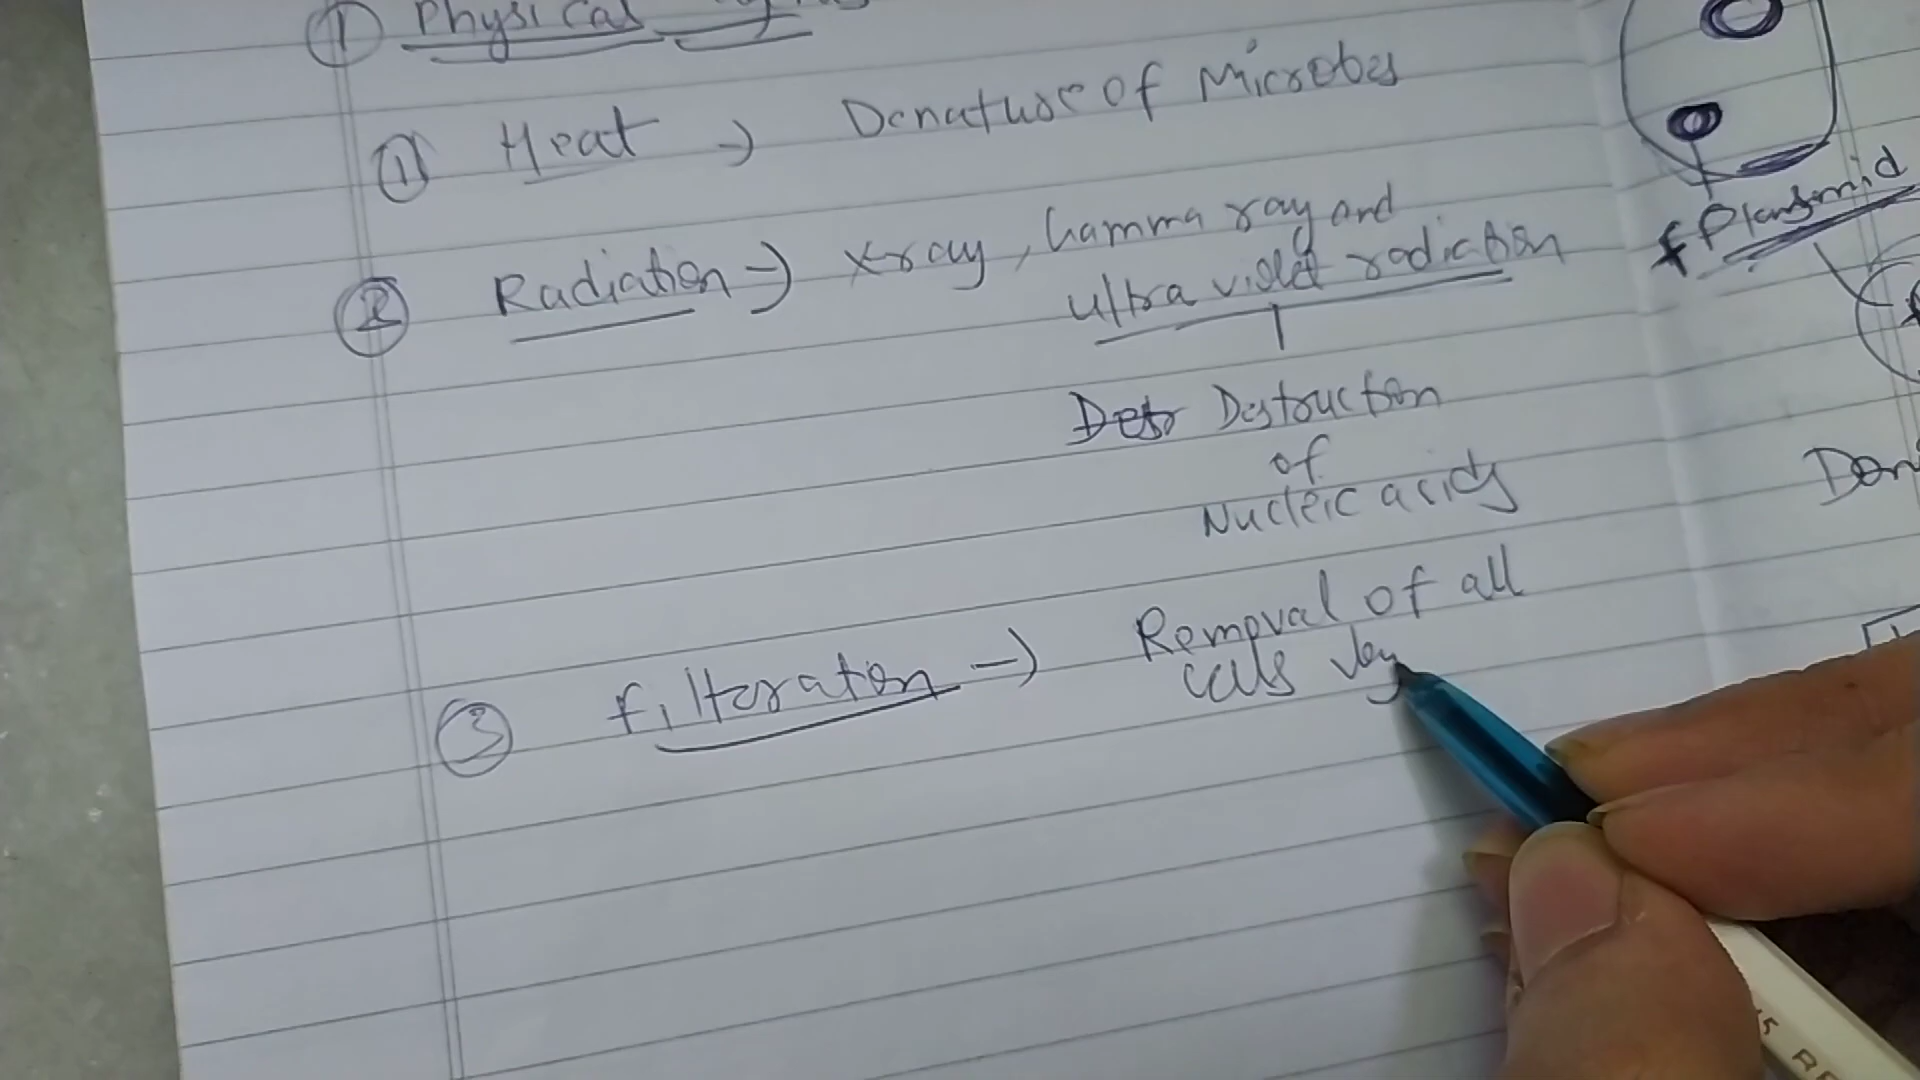 ① Physical
① Heat → Denature of Microbes
② Radiation → X-ray, Gamma ray and
ultra violet radiation
Destruction
of
Nucleic acids
③ filteration → Removal of all
cells by
Plasmid